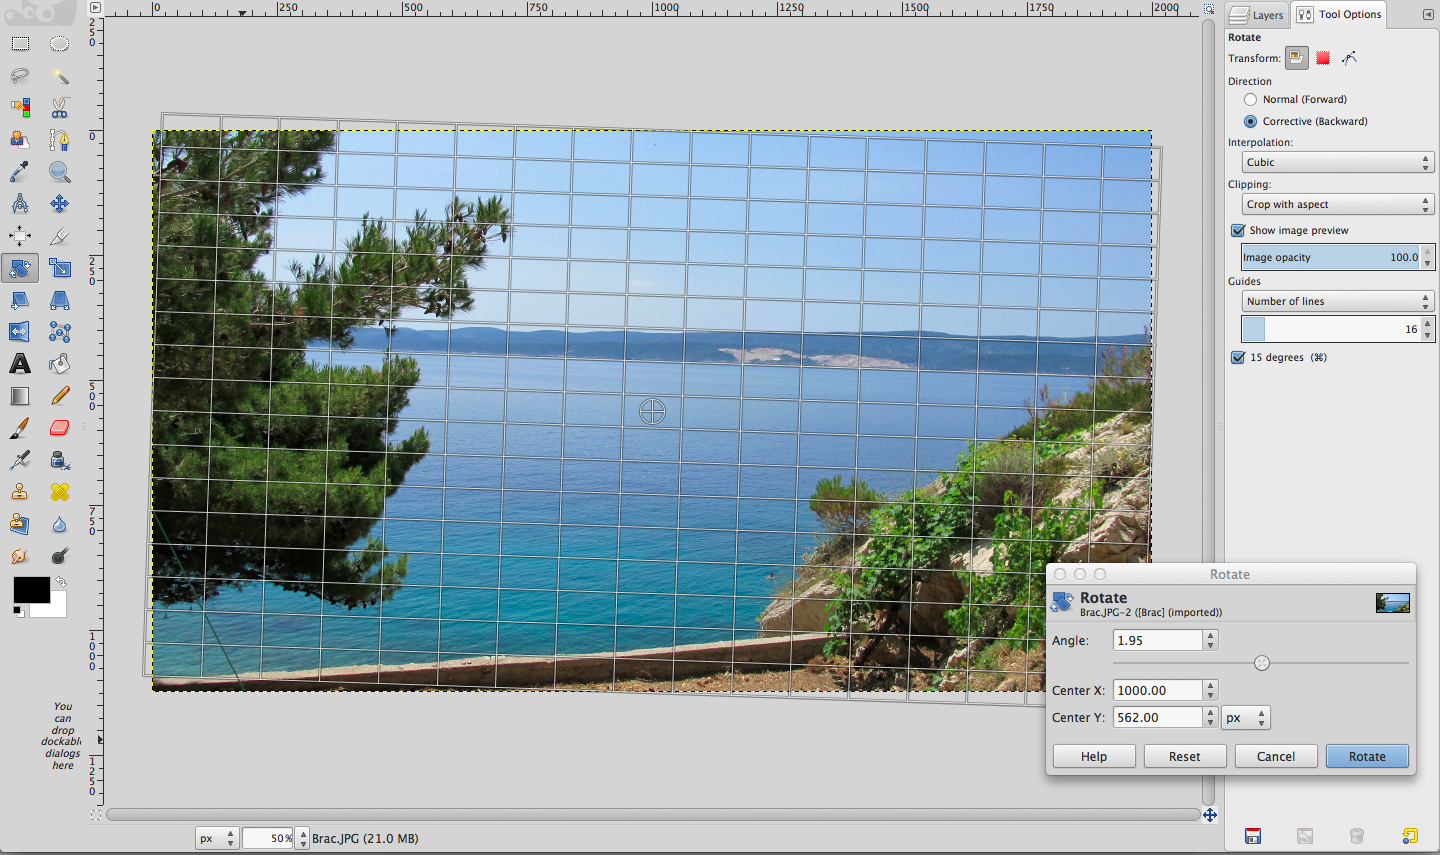 0
250
500
750
1000
1250
1500
1750
2000
250
0
250
500
750
1000
1250
You
can
drop
dockable
dialogs
here
px
50%
Brac.JPG (21.0 MB)
Layers
Tool Options
Rotate
Transform:
Direction
Normal (Forward)
Corrective (Backward)
Interpolation:
Cubic
Clipping:
Crop with aspect
Show image preview
Image opacity 100.0
Guides
Number of lines
16
15 degrees (⌘)
Rotate
Rotate
Brac.JPG-2 ([Brac] (imported))
Angle: 1.95
Center X: 1000.00
Center Y: 562.00 px
Help Reset Cancel Rotate